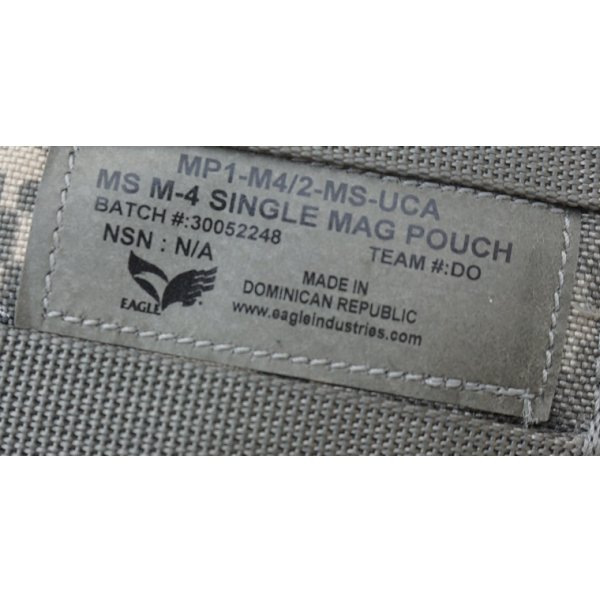 MP1-M4/2-MS-UCA
MS M-4 SINGLE MAG POUCH
BATCH #:30052248 TEAM #:DO
NSN : N/A
EAGLE
MADE IN
DOMINICAN REPUBLIC
www.eagleindustries.com